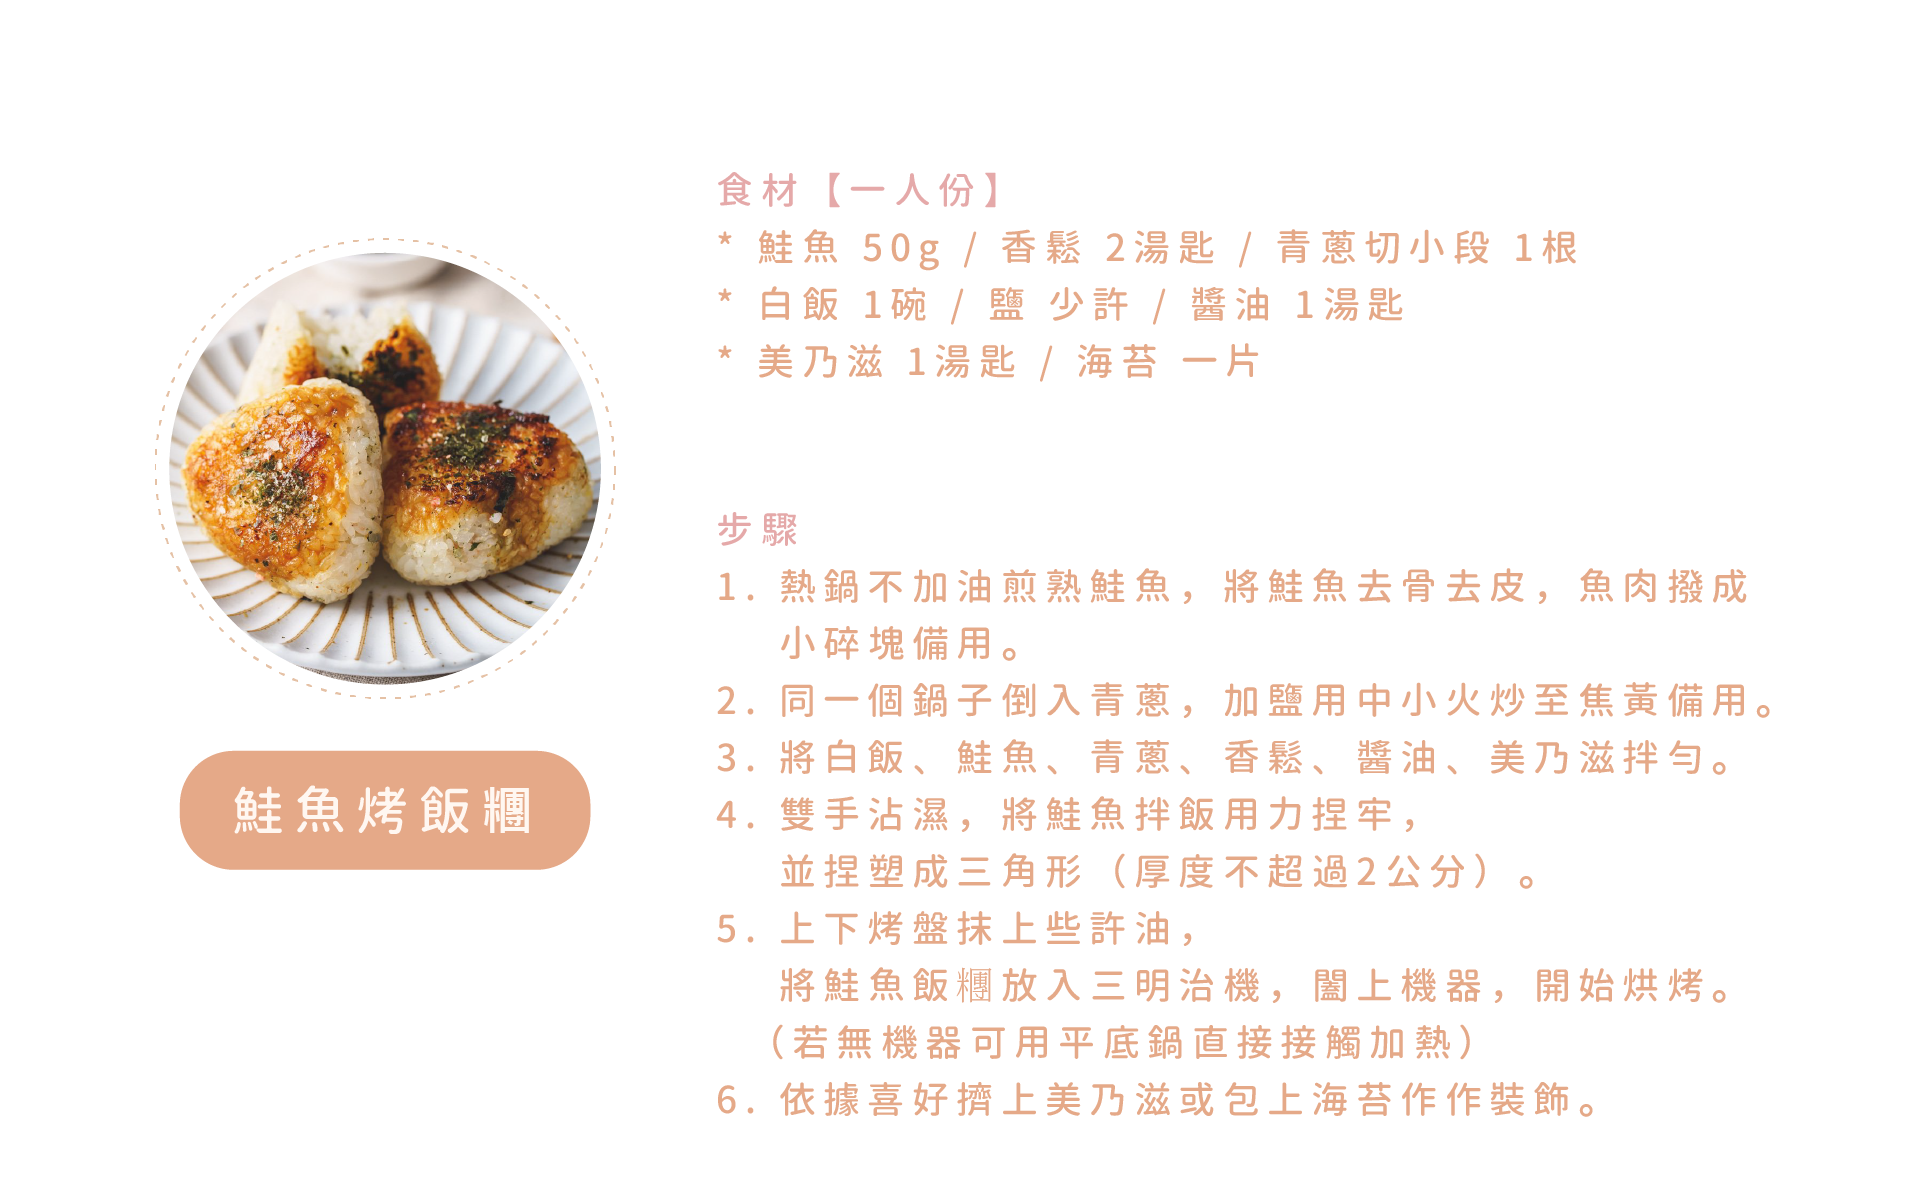 食材【一人份】
* 鮭魚 50g / 香鬆 2湯匙 / 青蔥切小段 1根
* 白飯 1碗 / 鹽 少許 / 醬油 1湯匙
* 美乃滋 1湯匙 / 海苔 一片
步驟
1. 熱鍋不加油煎熟鮭魚，將鮭魚去骨去皮，魚肉撥成
小碎塊備用。
2. 同一個鍋子倒入青蔥，加鹽用中小火炒至焦黃備用。
3. 將白飯、鮭魚、青蔥、香鬆、醬油、美乃滋拌勻。
4. 雙手沾濕，將鮭魚拌飯用力捏牢，
並捏塑成三角形（厚度不超過2公分）。
5. 上下烤盤抹上些許油，
將鮭魚飯糰放入三明治機，闔上機器，開始烘烤。
（若無機器可用平底鍋直接接觸加熱）
6. 依據喜好擠上美乃滋或包上海苔作作裝飾。
鮭魚烤飯糰